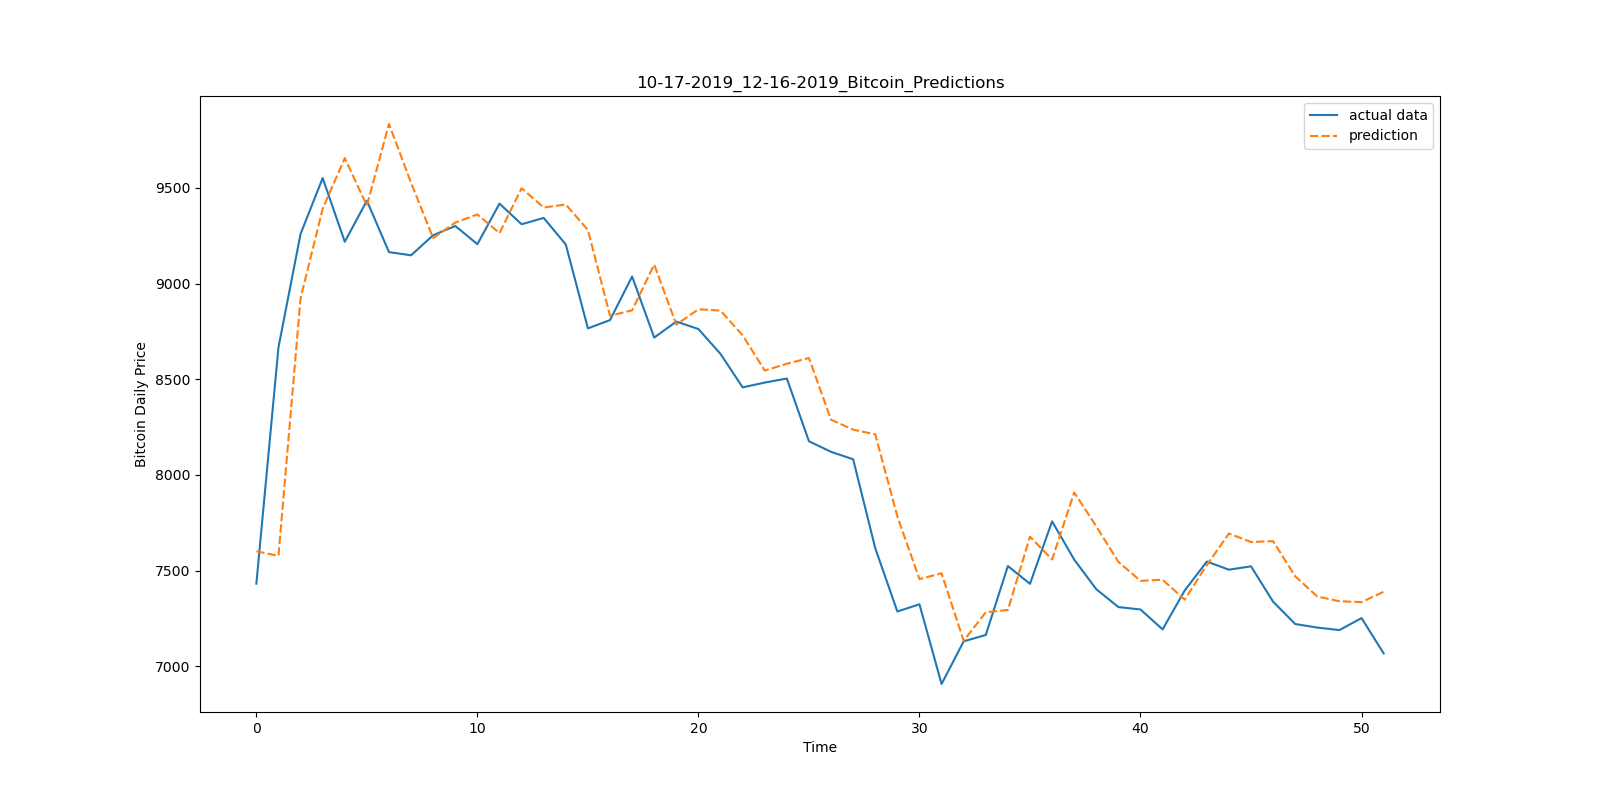 10-17-2019_12-16-2019_Bitcoin_Predictions
actual data
prediction
Bitcoin Daily Price
9500
9000
8500
8000
7500
7000
0 10 20 30 40 50
Time